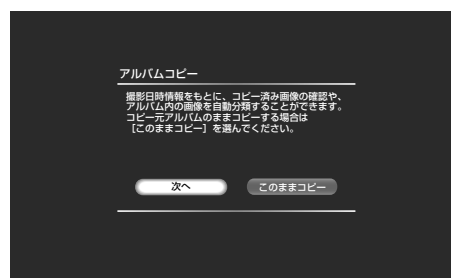 アルバムコピー
撮影日時情報をもとに、コピー済み画像の確認や、
アルバム内の画像を自動分類することができます。
コピー元アルバムのままコピーする場合は
［このままコピー］を選んでください。
次へ
このままコピー